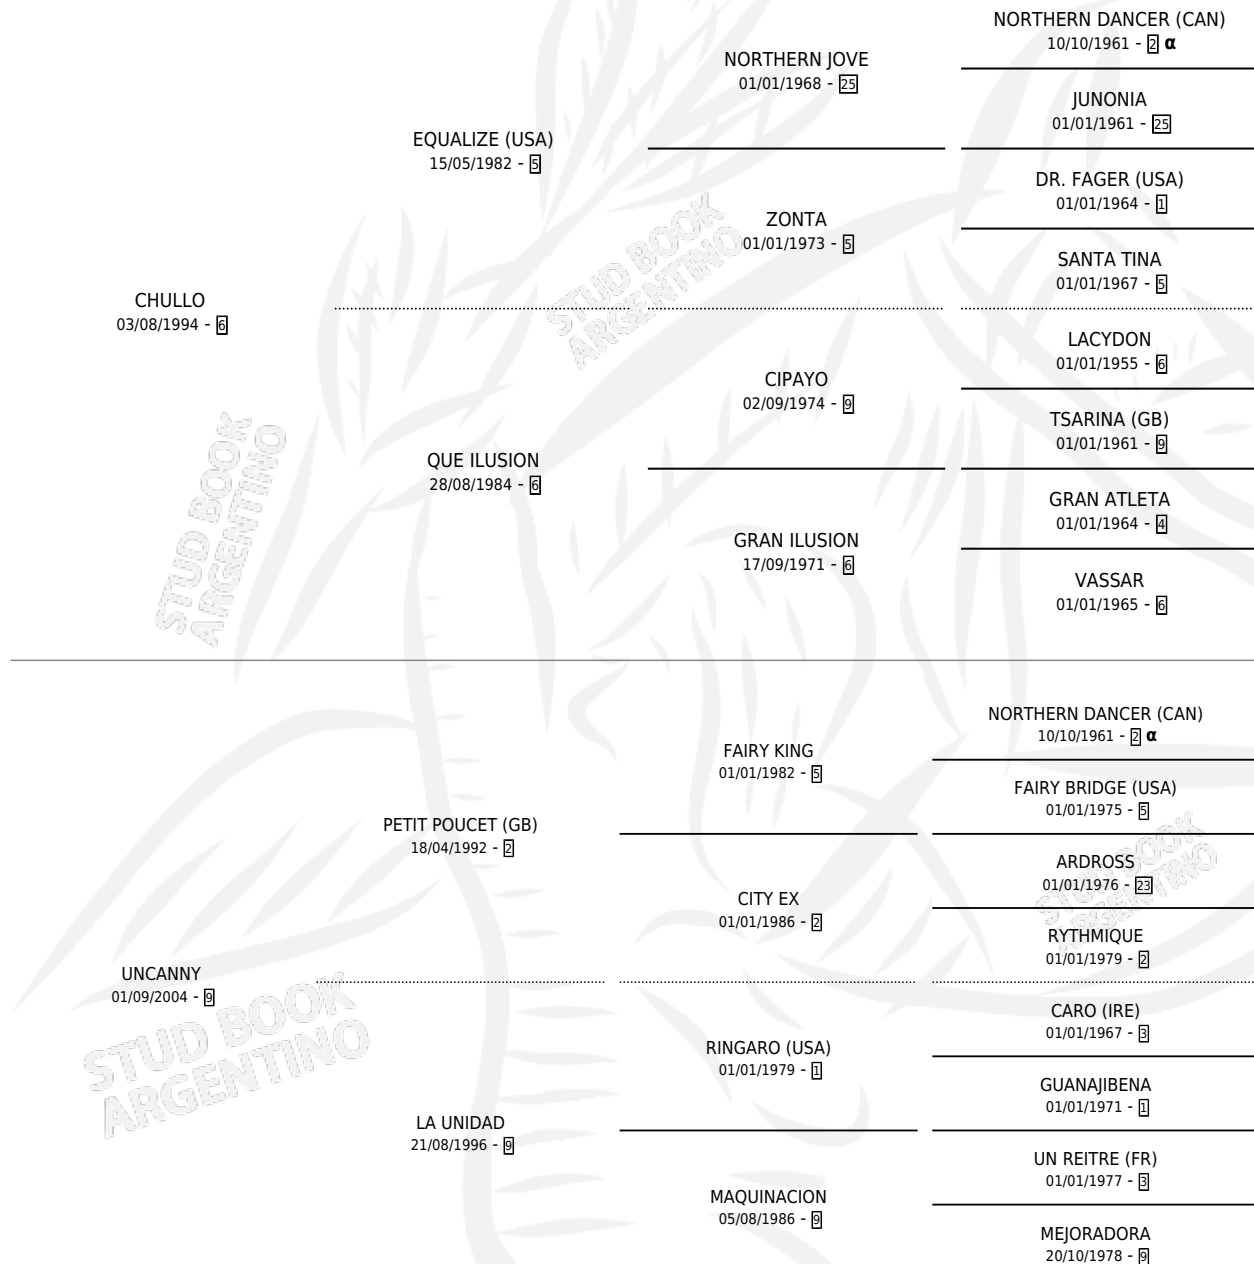 NORTHERN DANCER (CAN)
10/10/1961 - 2 α
NORTHERN JOVE
01/01/1968 - 25
JUNONIA
01/01/1961 - 25
EQUALIZE (USA)
15/05/1982 - 5
DR. FAGER (USA)
01/01/1964 - 1
ZONTA
01/01/1973 - 5
SANTA TINA
01/01/1967 - 5
CHULLO
03/08/1994 - 6
LACYDON
01/01/1955 - 6
CIPAYO
02/09/1974 - 9
TSARINA (GB)
01/01/1961 - 9
QUE ILUSION
28/08/1984 - 6
GRAN ATLETA
01/01/1964 - 4
GRAN ILUSION
17/09/1971 - 6
VASSAR
01/01/1965 - 6
STUD BOOK
ARGENTINO
STUD BOOK
ARGENTINO
NORTHERN DANCER (CAN)
10/10/1961 - 2 α
FAIRY KING
01/01/1982 - 5
FAIRY BRIDGE (USA)
01/01/1975 - 5
PETIT POUCET (GB)
18/04/1992 - 2
ARDROSS
01/01/1976 - 23
CITY EX
01/01/1986 - 2
RYTHMIQUE
01/01/1979 - 2
UNCANNY
01/09/2004 - 9
CARO (IRE)
01/01/1967 - 3
RINGARO (USA)
01/01/1979 - 1
GUANAJIBENA
01/01/1971 - 1
LA UNIDAD
21/08/1996 - 9
UN REITRE (FR)
01/01/1977 - 3
MAQUINACION
05/08/1986 - 9
MEJORADORA
20/10/1978 - 9
STUD BOOK
ARGENTINO
STUD BOOK
ARGENTINO